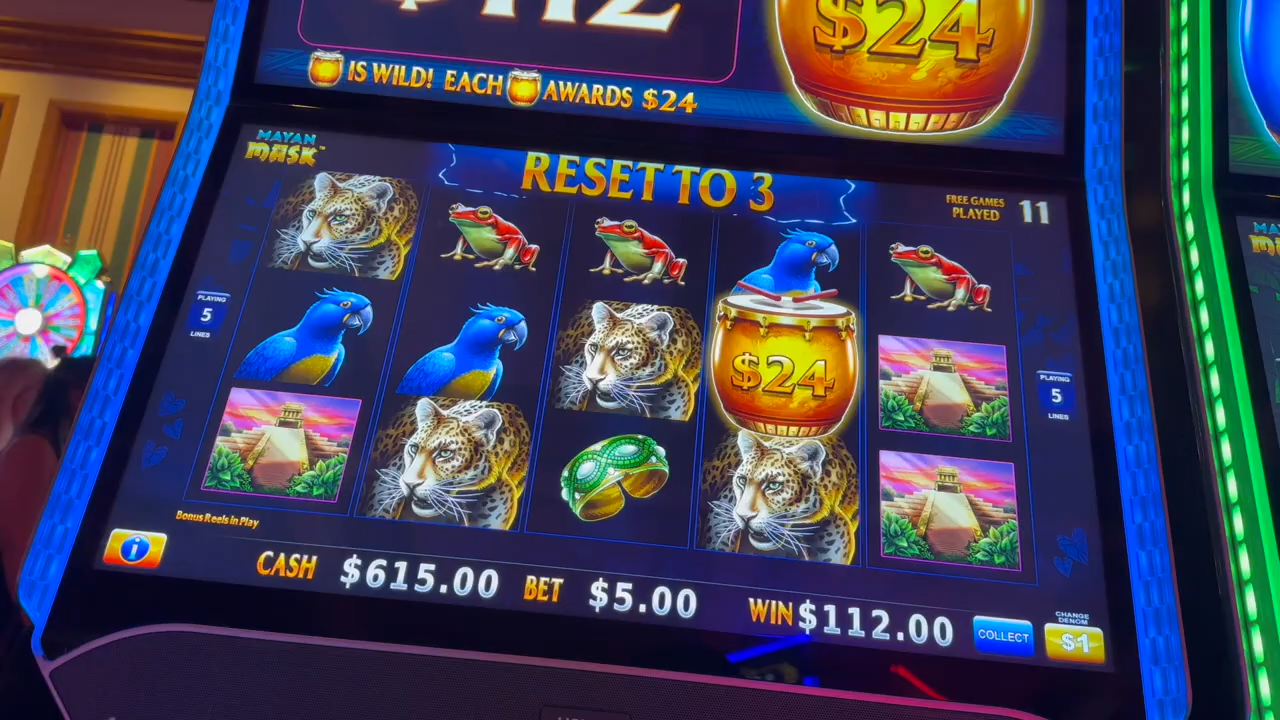 $112
$24
IS WILD! EACH AWARDS $24
MAYAN
MASK™
RESET TO 3
FREE GAMES
PLAYED 11
PLAYING
5
LINES
$24
PLAYING
5
LINES
Bonus Reels in Play
i
CASH $615.00 BET $5.00 WIN $112.00
COLLECT
CHANGE
DENOM
$1